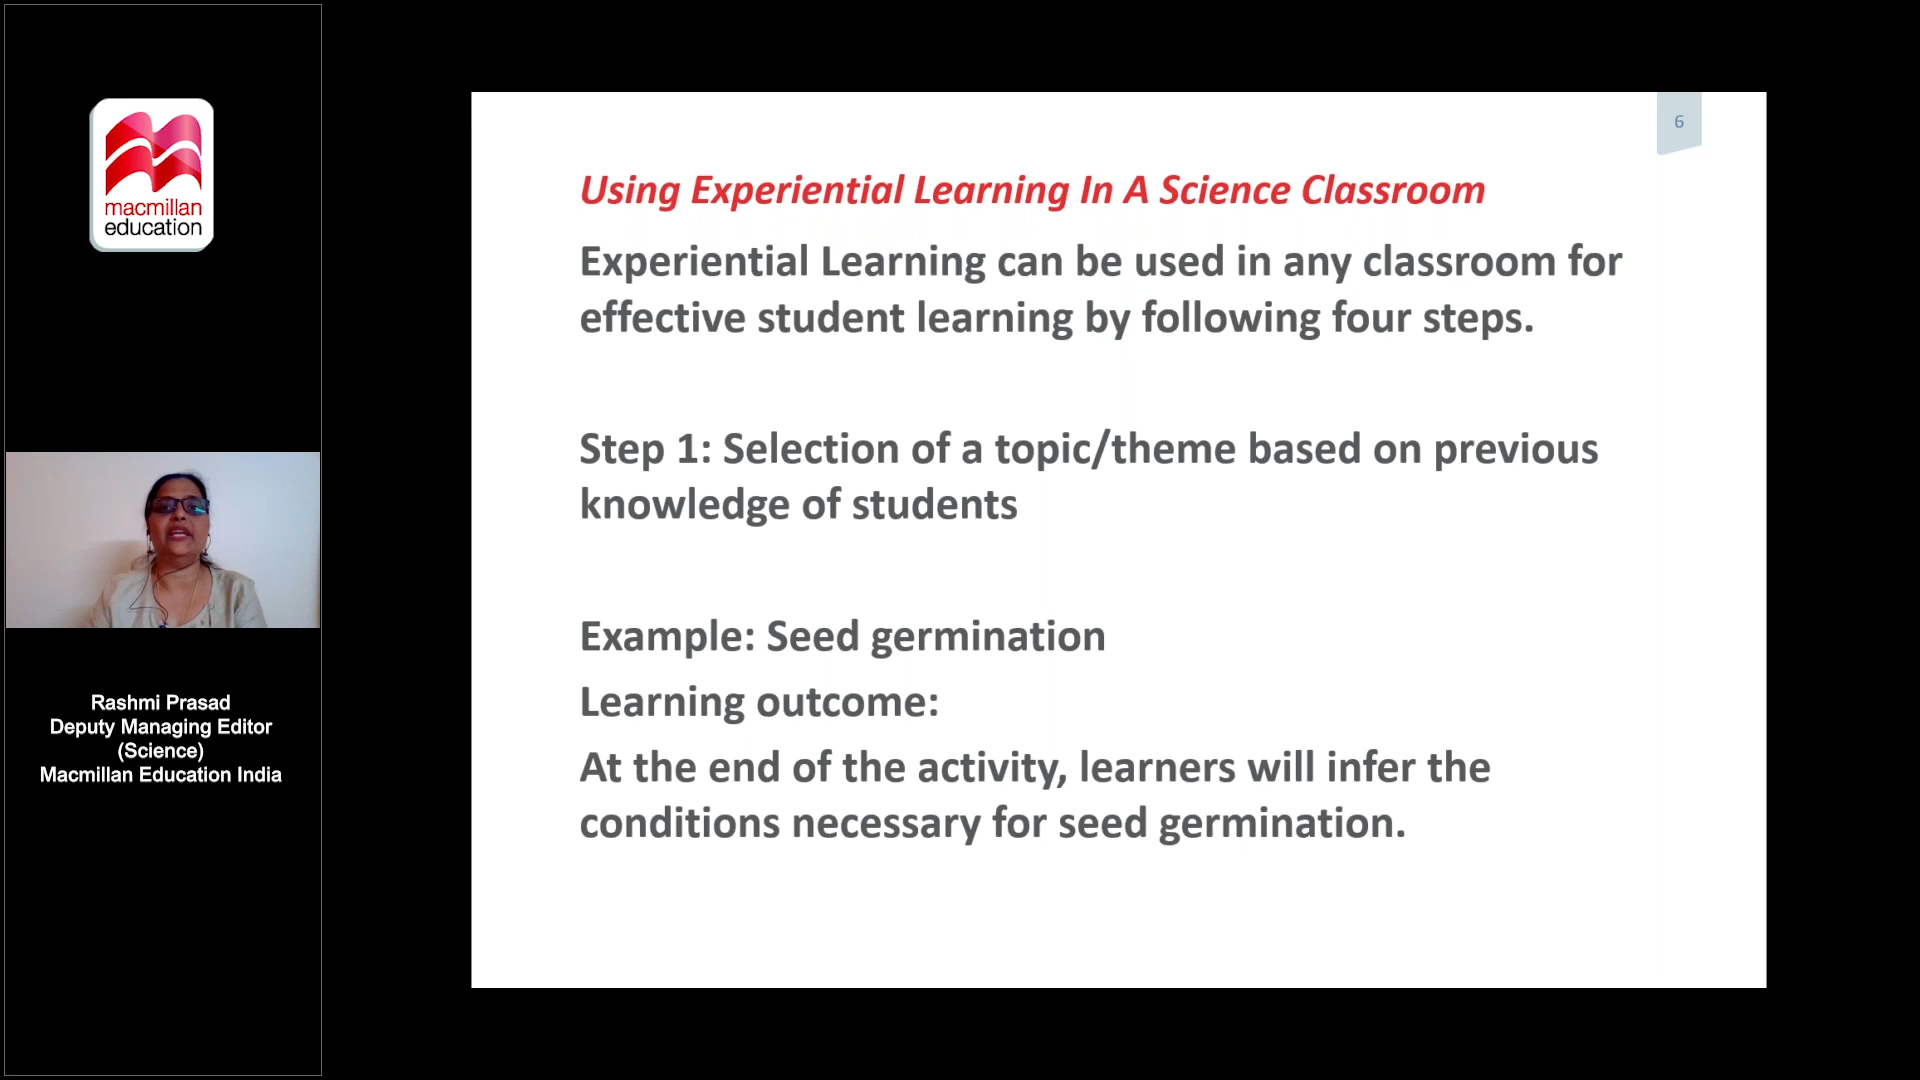 macmillan
education
Rashmi Prasad
Deputy Managing Editor
(Science)
Macmillan Education India
6
Using Experiential Learning In A Science Classroom
Experiential Learning can be used in any classroom for
effective student learning by following four steps.
Step 1: Selection of a topic/theme based on previous
knowledge of students
Example: Seed germination
Learning outcome:
At the end of the activity, learners will infer the
conditions necessary for seed germination.